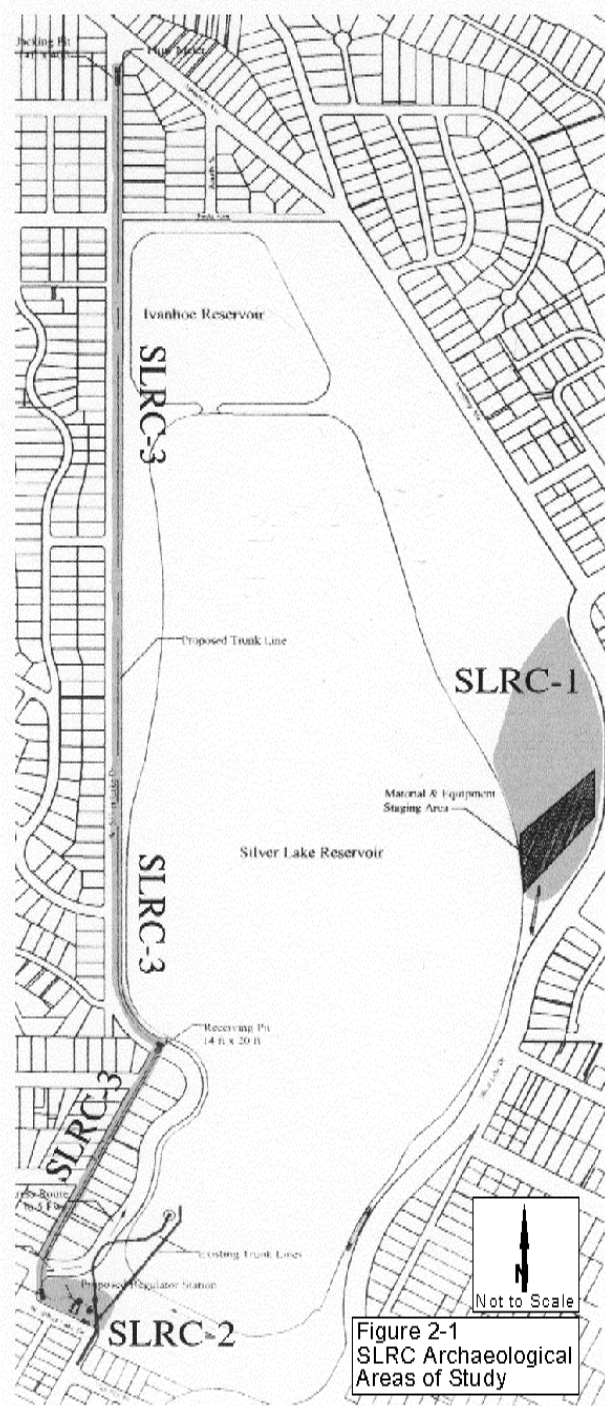 Jacking Pit
Flow Meter
Ivanhoe Reservoir
SLRC-3
Proposed Trunk Line
SLRC-1
Material & Equipment
Staging Area
Silver Lake Reservoir
SLRC-3
Receiving Pit
14 ft x 20 ft
SLRC-3
Existing Trunk Lines
Proposed Regulator Station
SLRC-2
N
Not to Scale
Figure 2-1
SLRC Archaeological
Areas of Study